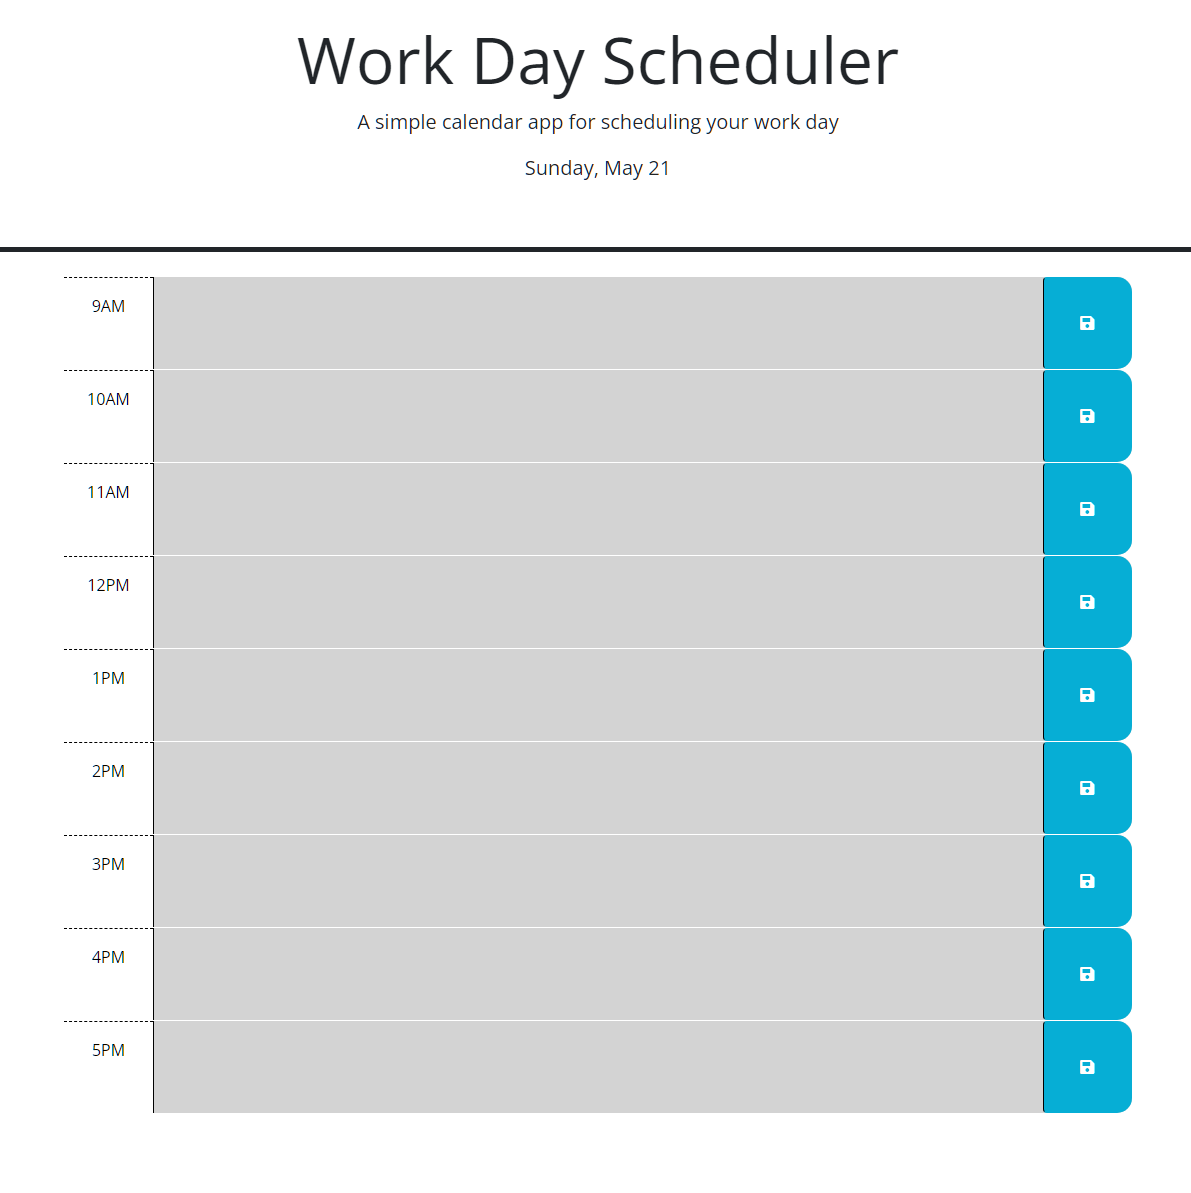 Work Day Scheduler
A simple calendar app for scheduling your work day
Sunday, May 21
9AM
10AM
11AM
12PM
1PM
2PM
3PM
4PM
5PM